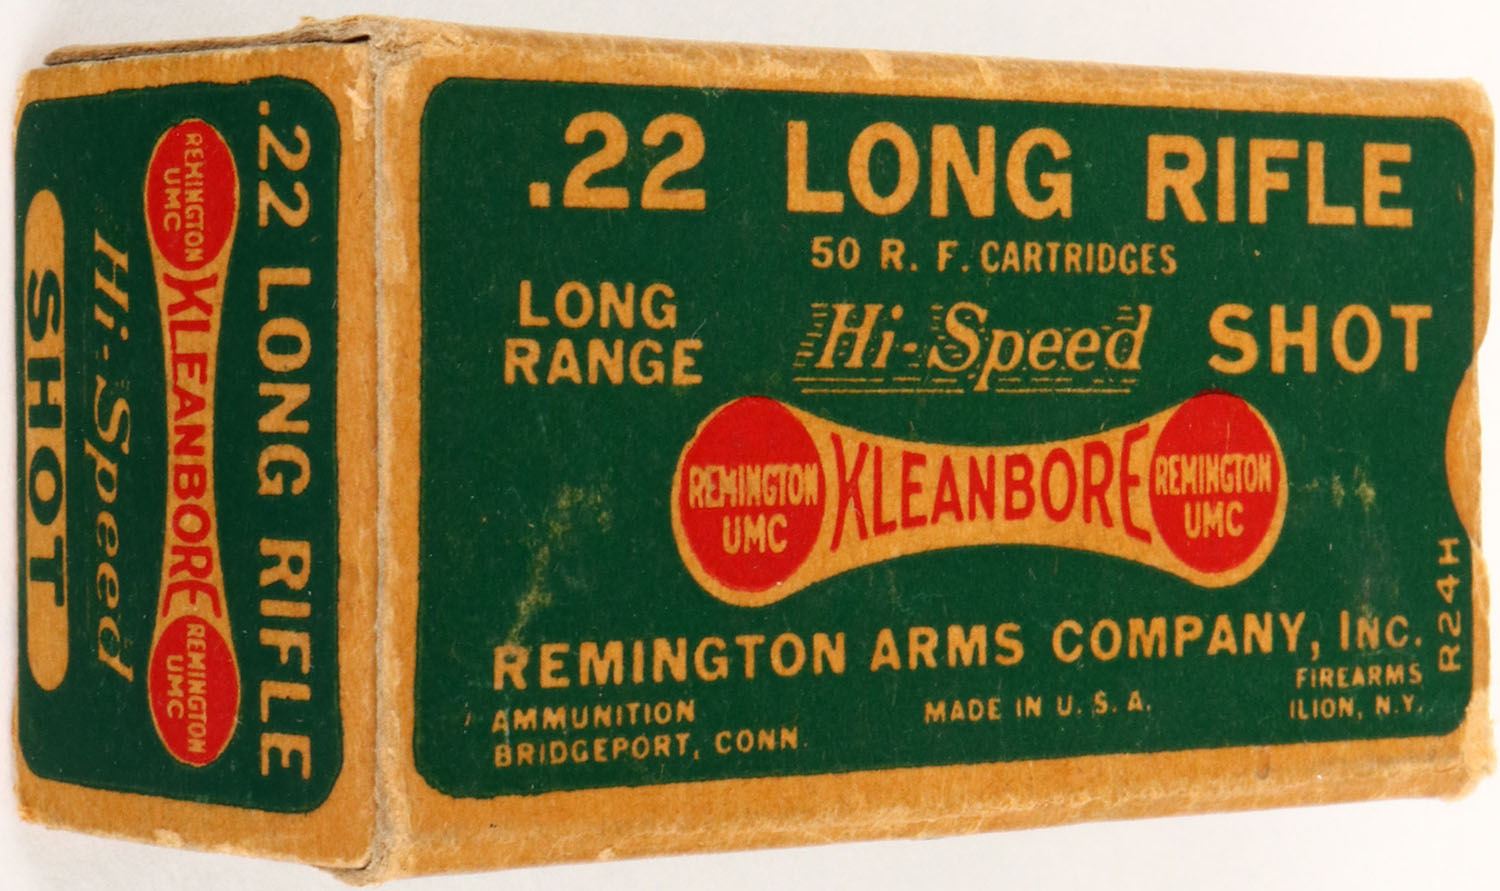 .22 LONG RIFLE
50 R. F. CARTRIDGES
LONG
RANGE
Hi-Speed
SHOT
REMINGTON
UMC
KLEANBORE
REMINGTON
UMC
REMINGTON ARMS COMPANY, INC.
AMMUNITION
BRIDGEPORT, CONN.
MADE IN U. S. A.
FIREARMS
ILION, N.Y.
R24H
.22 LONG RIFLE
REMINGTON
UMC
KLEANBORE
REMINGTON
UMC
Hi-Speed
SHOT